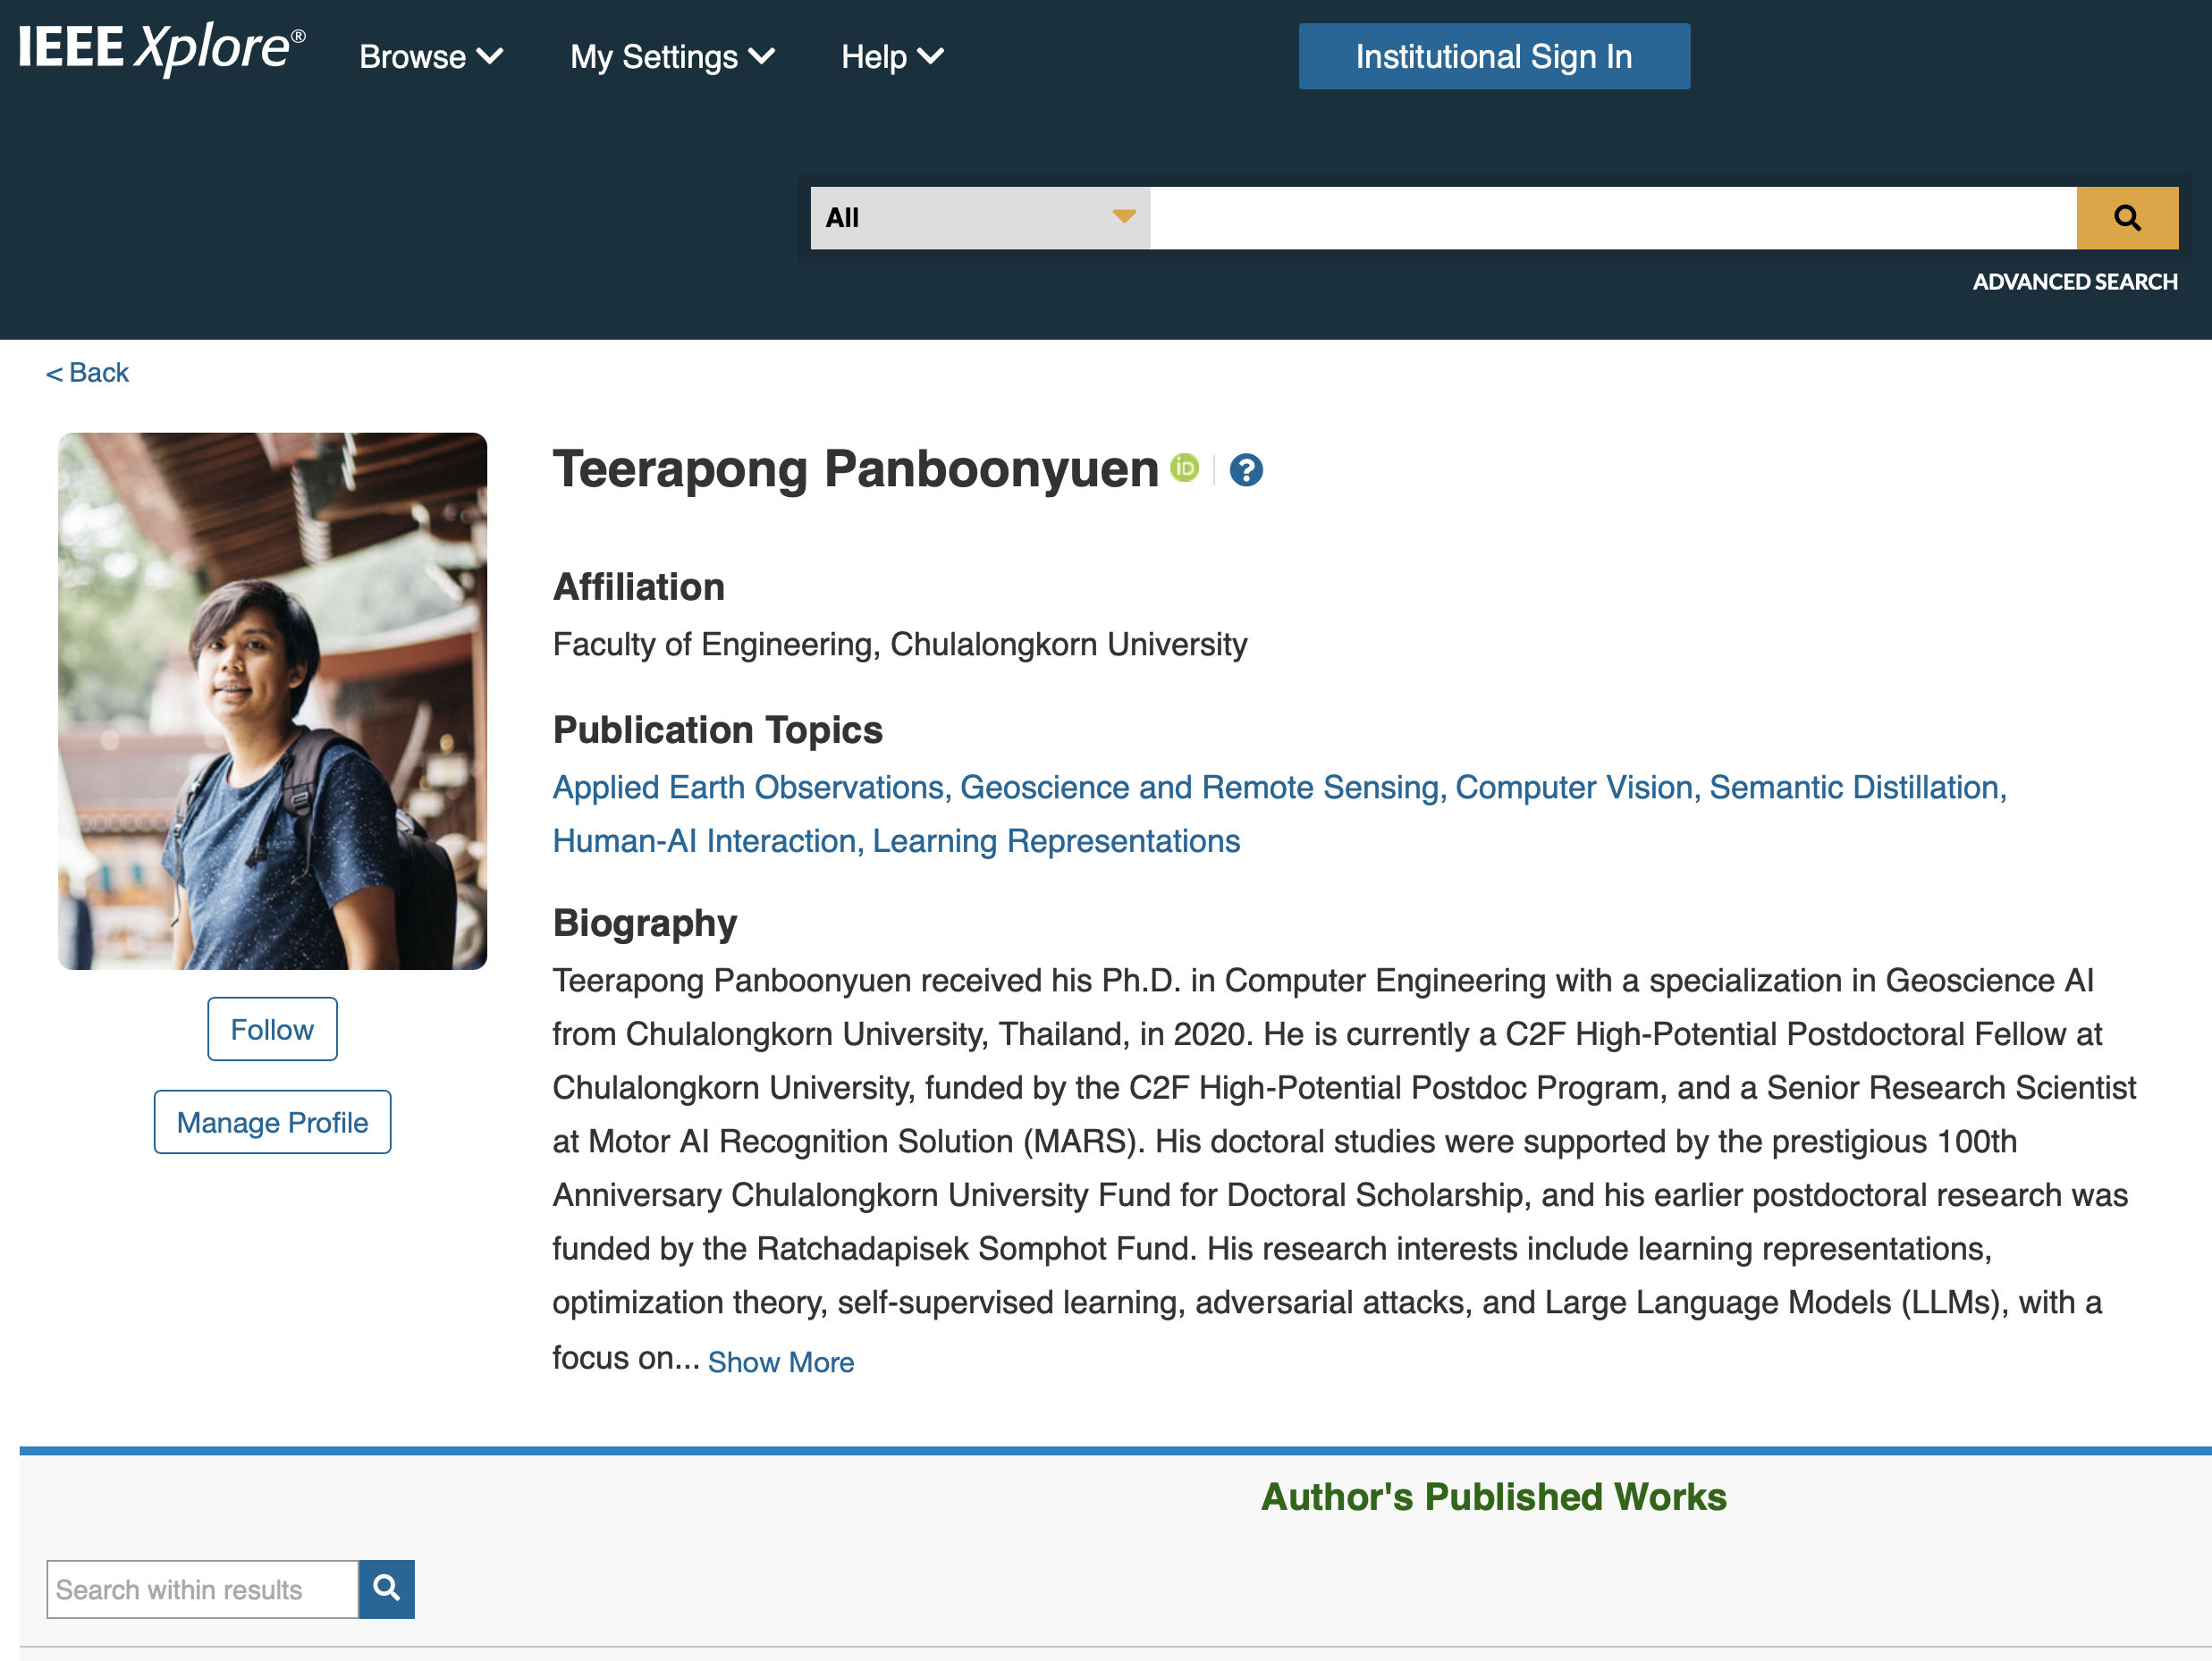 IEEE Xplore®
Browse
My Settings
Help
Institutional Sign In
All
ADVANCED SEARCH
< Back
Teerapong Panboonyuen iD ?
Affiliation
Faculty of Engineering, Chulalongkorn University
Publication Topics
Applied Earth Observations, Geoscience and Remote Sensing, Computer Vision, Semantic Distillation,
Human-AI Interaction, Learning Representations
Biography
Teerapong Panboonyuen received his Ph.D. in Computer Engineering with a specialization in Geoscience AI
from Chulalongkorn University, Thailand, in 2020. He is currently a C2F High-Potential Postdoctoral Fellow at
Chulalongkorn University, funded by the C2F High-Potential Postdoc Program, and a Senior Research Scientist
at Motor AI Recognition Solution (MARS). His doctoral studies were supported by the prestigious 100th
Anniversary Chulalongkorn University Fund for Doctoral Scholarship, and his earlier postdoctoral research was
funded by the Ratchadapisek Somphot Fund. His research interests include learning representations,
optimization theory, self-supervised learning, adversarial attacks, and Large Language Models (LLMs), with a
focus on... Show More
Follow
Manage Profile
Author's Published Works
Search within results